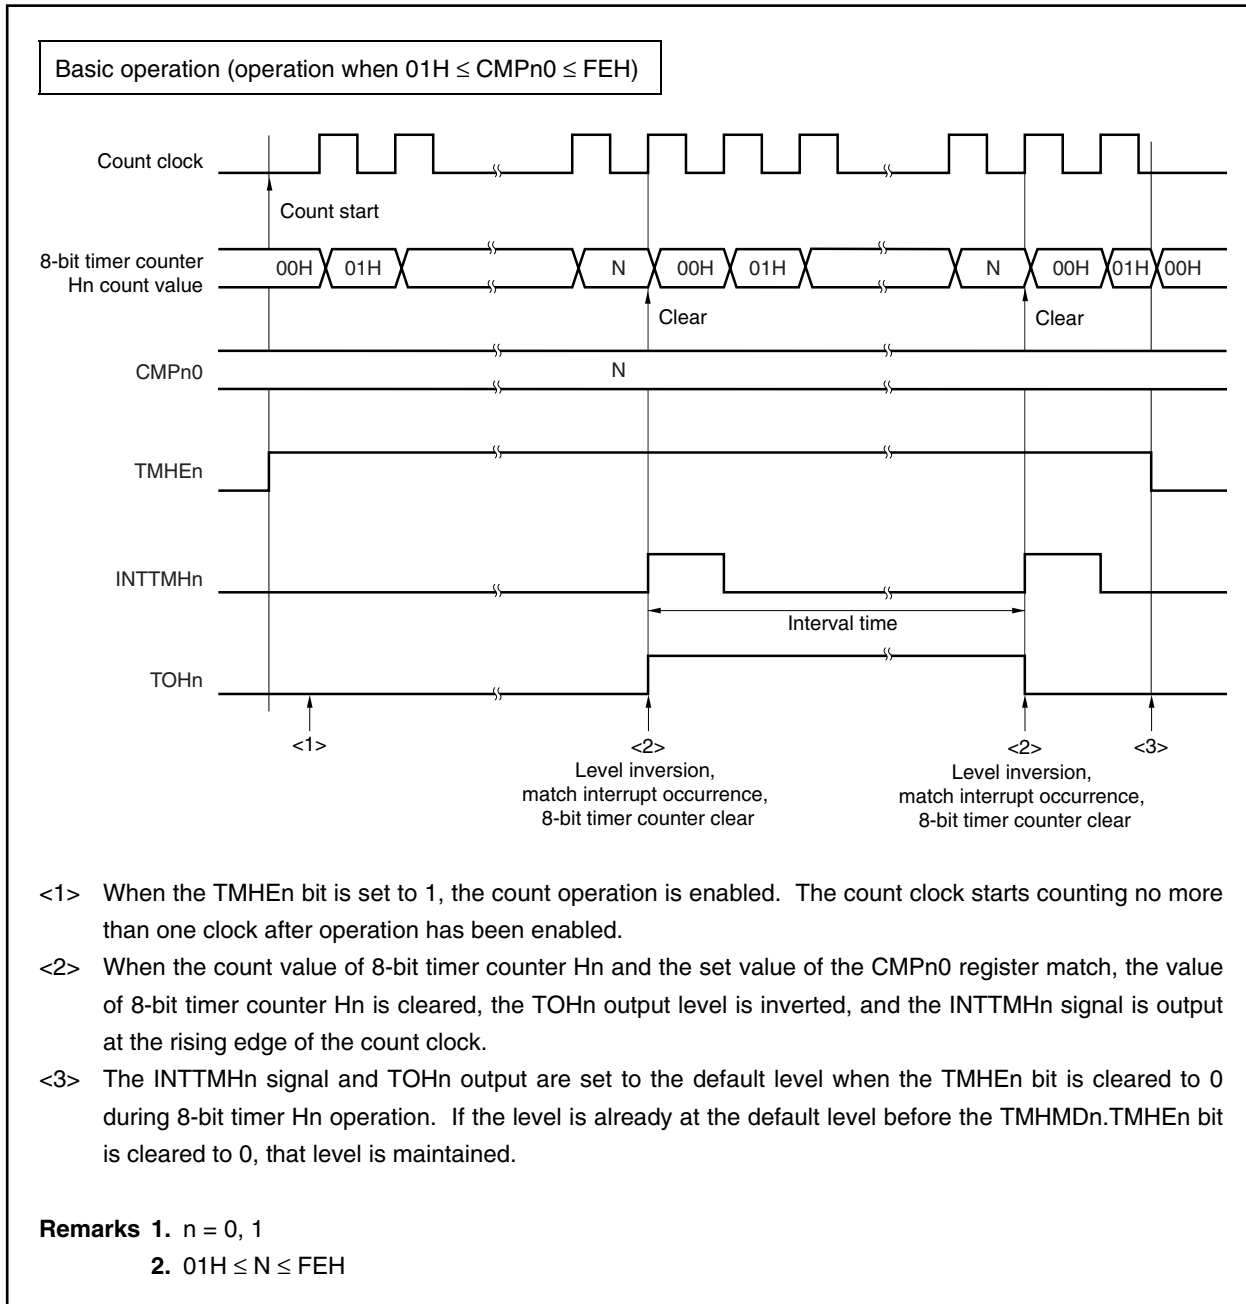 Basic operation (operation when 01H ≤ CMPn0 ≤ FEH)
Count clock
Count start
8-bit timer counter
Hn count value
00H 01H N 00H 01H N 00H 01H 00H
Clear Clear
CMPn0 N
TMHEn
INTTMHn
Interval time
TOHn
<1> <2> <2> <3>
Level inversion,
match interrupt occurrence,
8-bit timer counter clear
Level inversion,
match interrupt occurrence,
8-bit timer counter clear
<1> When the TMHEn bit is set to 1, the count operation is enabled. The count clock starts counting no more
than one clock after operation has been enabled.
<2> When the count value of 8-bit timer counter Hn and the set value of the CMPn0 register match, the value
of 8-bit timer counter Hn is cleared, the TOHn output level is inverted, and the INTTMHn signal is output
at the rising edge of the count clock.
<3> The INTTMHn signal and TOHn output are set to the default level when the TMHEn bit is cleared to 0
during 8-bit timer Hn operation. If the level is already at the default level before the TMHMDn.TMHEn bit
is cleared to 0, that level is maintained.
Remarks 1. n = 0, 1
2. 01H ≤ N ≤ FEH